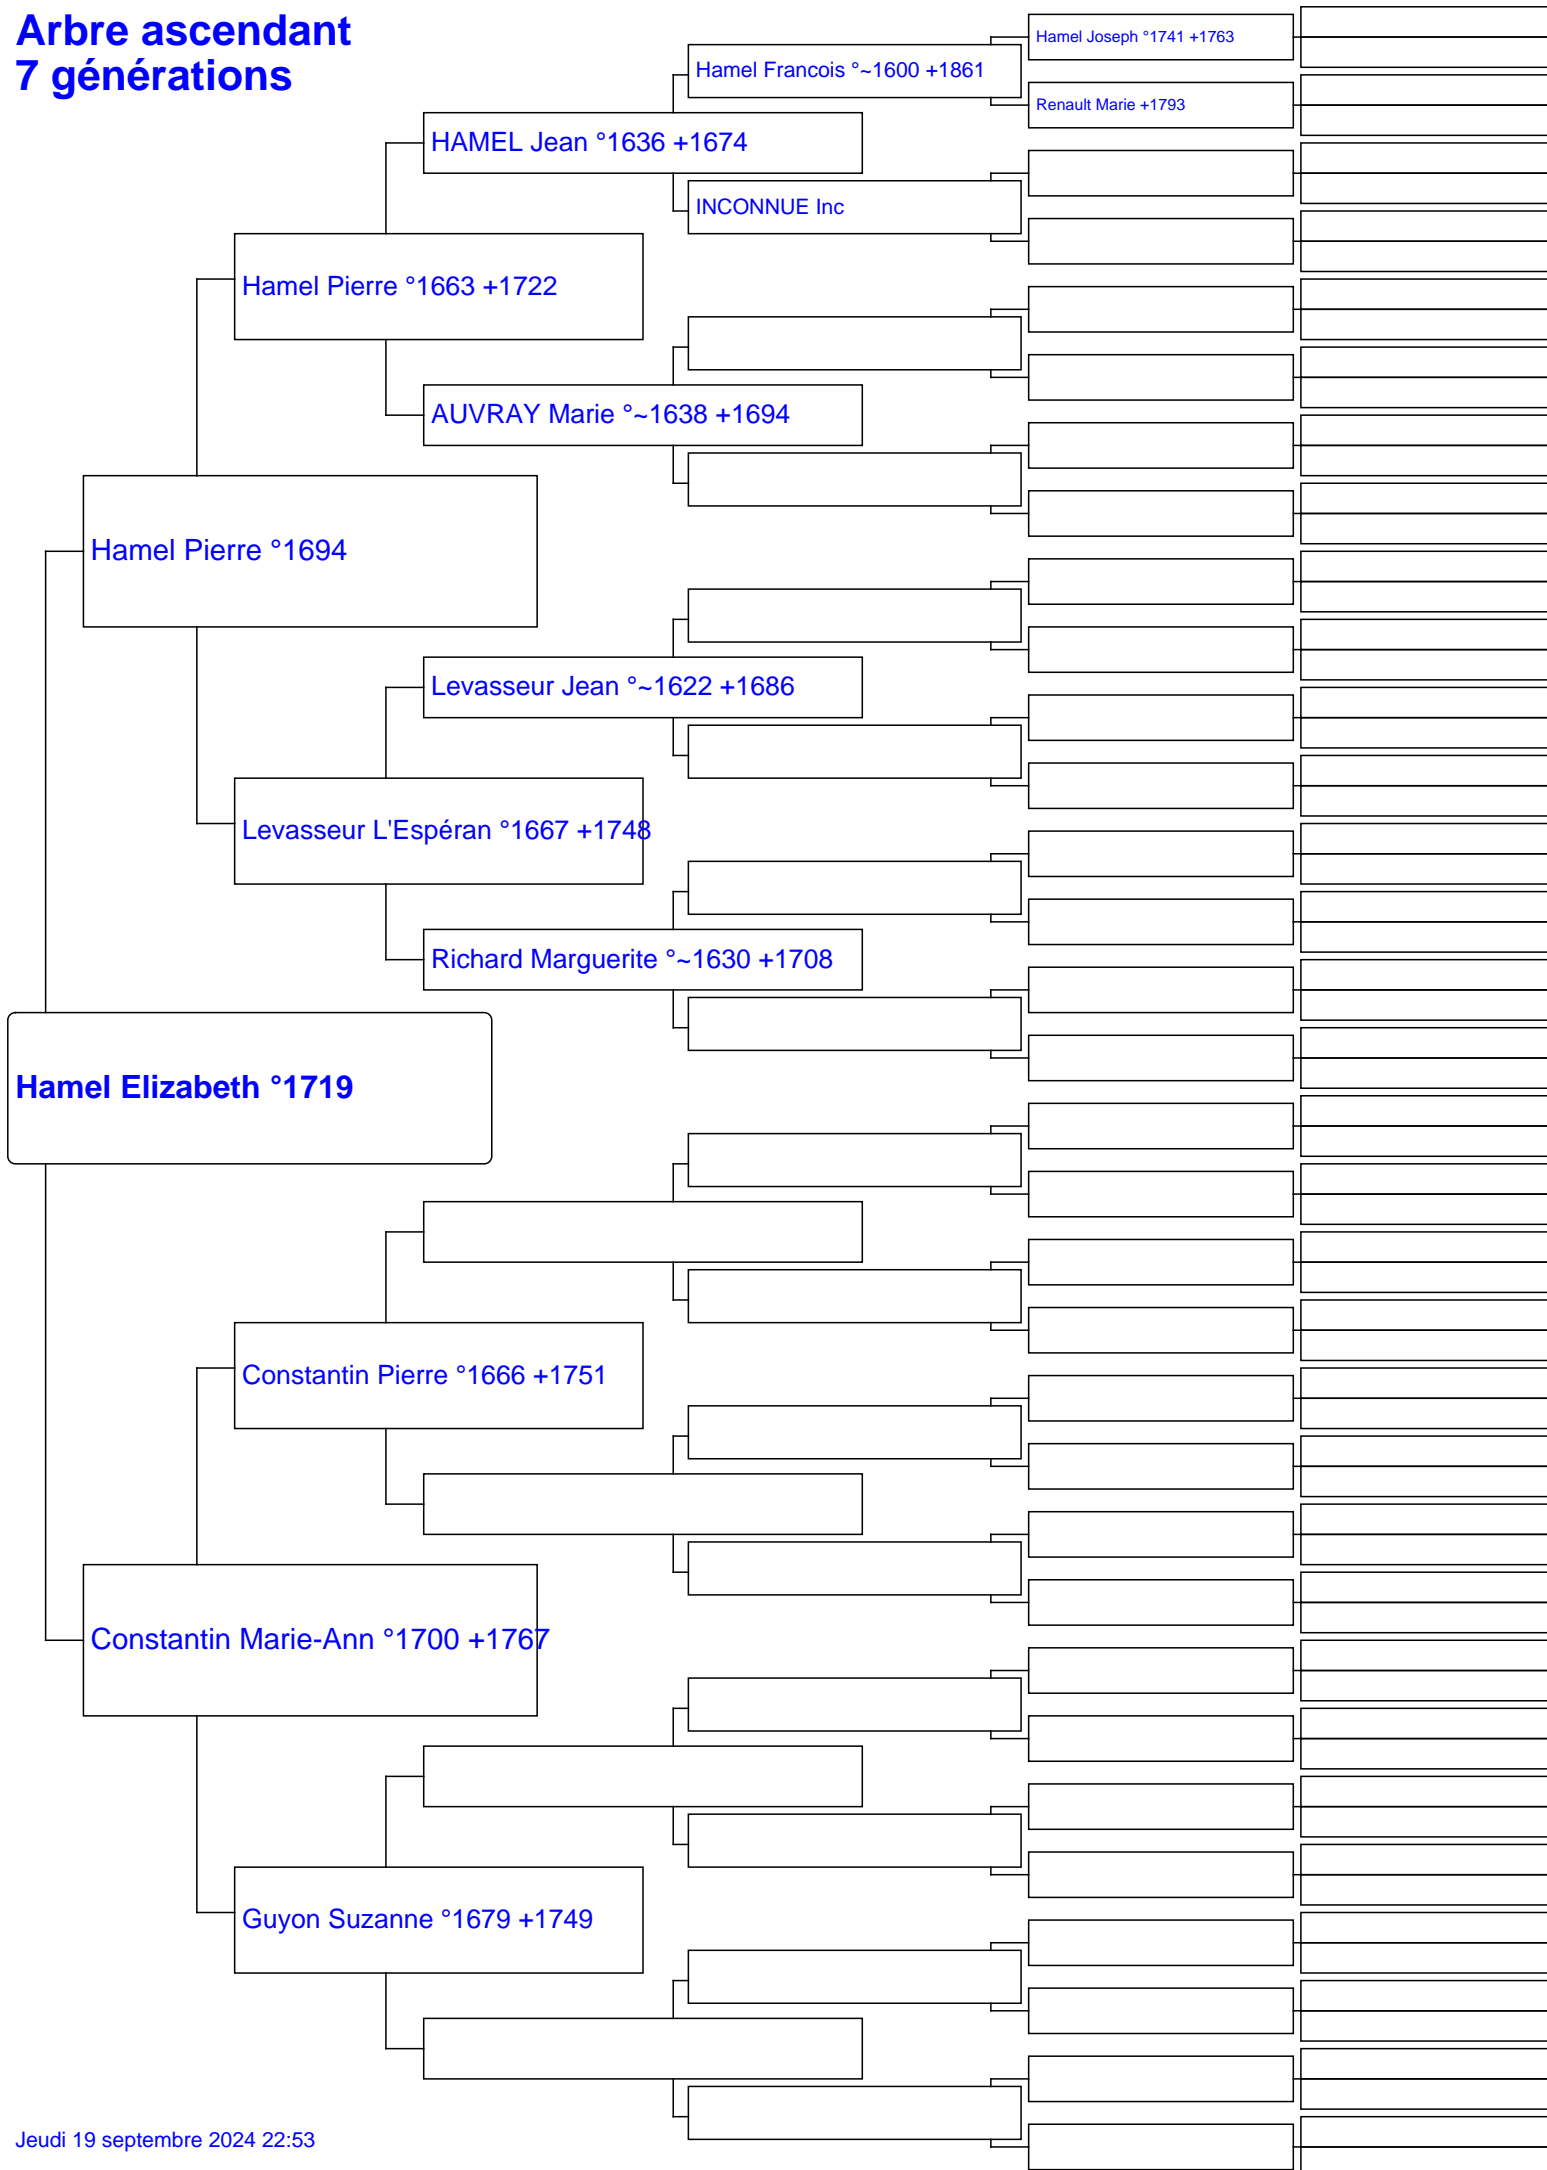 Arbre ascendant
7 générations
Hamel Joseph °1741 +1763
Hamel Francois °~1600 +1861
Renault Marie +1793
HAMEL Jean °1636 +1674
INCONNUE Inc
Hamel Pierre °1663 +1722
AUVRAY Marie °~1638 +1694
Hamel Pierre °1694
Levasseur Jean °~1622 +1686
Levasseur L'Espéran °1667 +1748
Richard Marguerite °~1630 +1708
Hamel Elizabeth °1719
Constantin Pierre °1666 +1751
Constantin Marie-Ann °1700 +1767
Guyon Suzanne °1679 +1749
Jeudi 19 septembre 2024 22:53